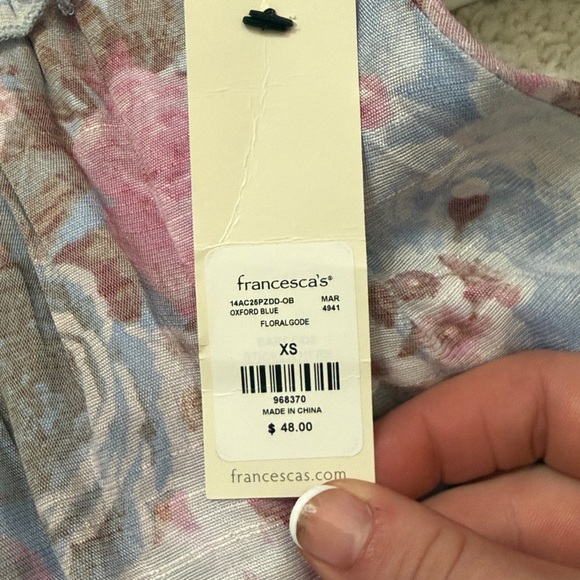 francesca's®
14AC25PZDD-OB MAR
OXFORD BLUE 4941
FLORALGODE
XS
968370
MADE IN CHINA
$ 48.00
francescas.com